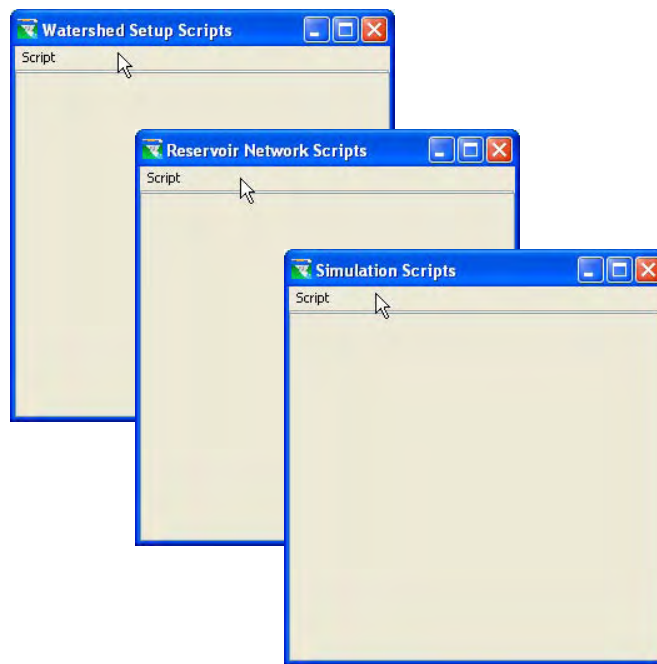 Watershed Setup Scripts
Script
Reservoir Network Scripts
Script
Simulation Scripts
Script